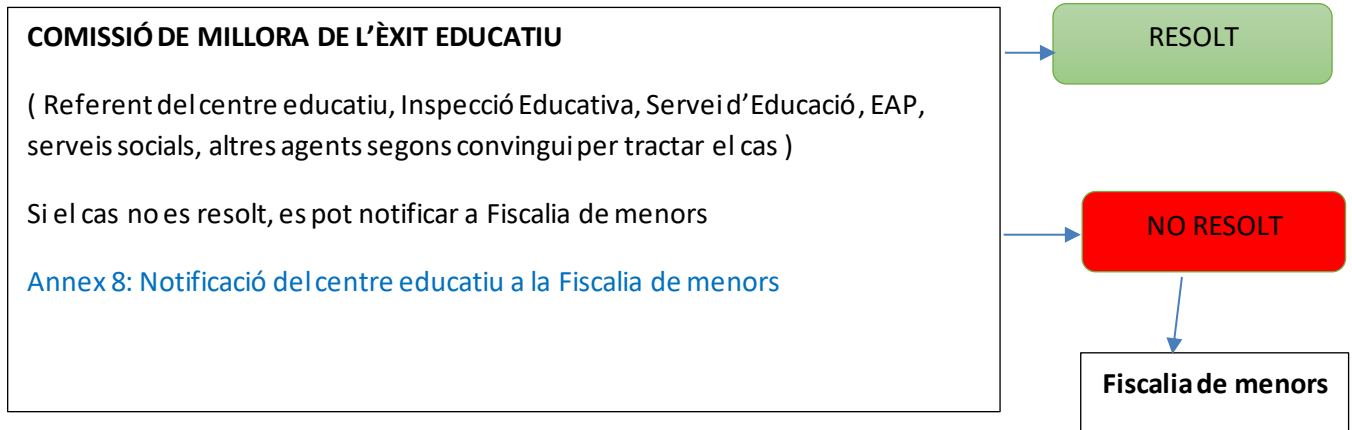 COMISSIÓ DE MILLORA DE L'ÈXIT EDUCATIU
( Referent del centre educatiu, Inspecció Educativa, Servei d'Educació, EAP,
serveis socials, altres agents segons convingui per tractar el cas )
Si el cas no es resolt, es pot notificar a Fiscalia de menors
Annex 8: Notificació del centre educatiu a la Fiscalia de menors
RESOLT
NO RESOLT
Fiscalia de menors